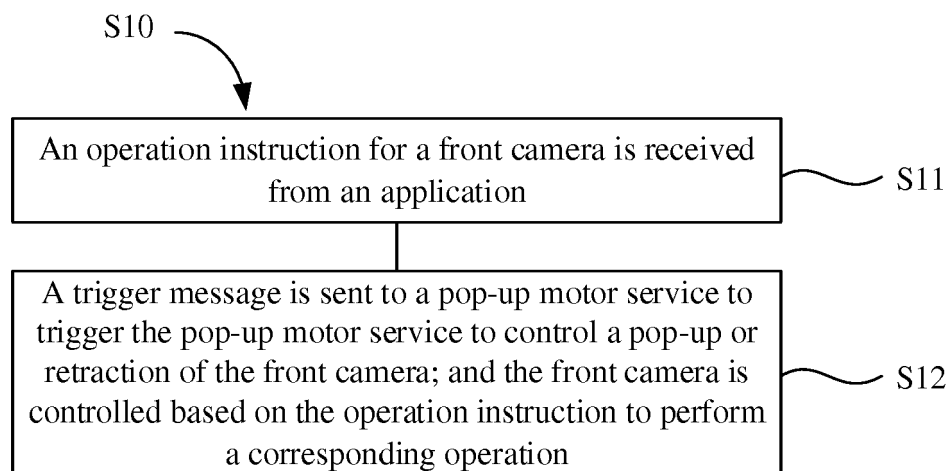 S10
An operation instruction for a front camera is received
from an application
S11
A trigger message is sent to a pop-up motor service to
trigger the pop-up motor service to control a pop-up or
retraction of the front camera; and the front camera is
controlled based on the operation instruction to perform
a corresponding operation
S12